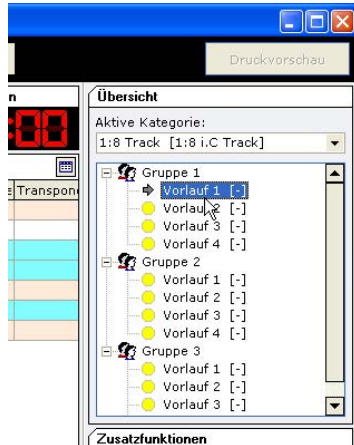 Druckvorschau
n
Übersicht
:00
Aktive Kategorie:
1:8 Track [1:8 i.C Track]
Transpon
Gruppe 1
Vorlauf 1 [-]
Vorlauf 2 [-]
Vorlauf 3 [-]
Vorlauf 4 [-]
Gruppe 2
Vorlauf 1 [-]
Vorlauf 2 [-]
Vorlauf 3 [-]
Vorlauf 4 [-]
Gruppe 3
Vorlauf 1 [-]
Vorlauf 2 [-]
Vorlauf 3 [-]
Zusatzfunktionen